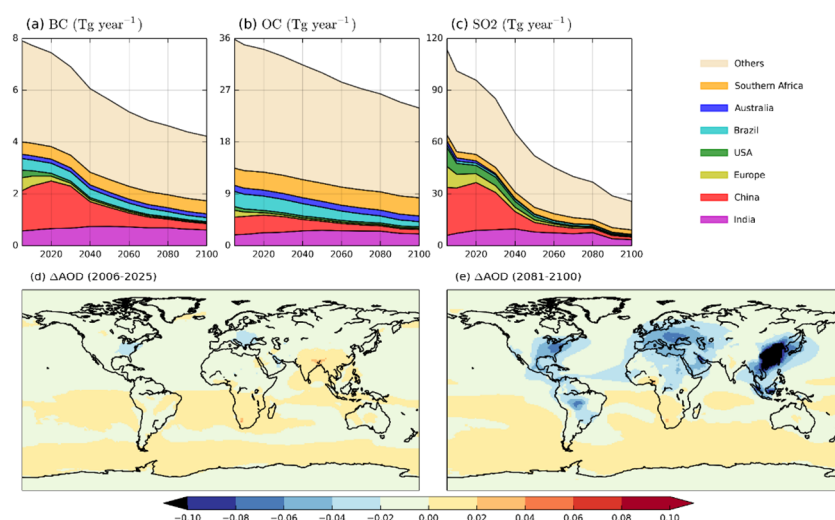 (a) BC (Tg year⁻¹)
(b) OC (Tg year⁻¹)
(c) SO2 (Tg year⁻¹)
8
6
4
2
0
2020 2040 2060 2080 2100
36
27
18
9
0
2020 2040 2060 2080 2100
120
90
60
30
0
2020 2040 2060 2080 2100
Others
Southern Africa
Australia
Brazil
USA
Europe
China
India
(d) ΔAOD (2006-2025)
(e) ΔAOD (2081-2100)
−0.10 −0.08 −0.06 −0.04 −0.02 0.00 0.02 0.04 0.06 0.08 0.10